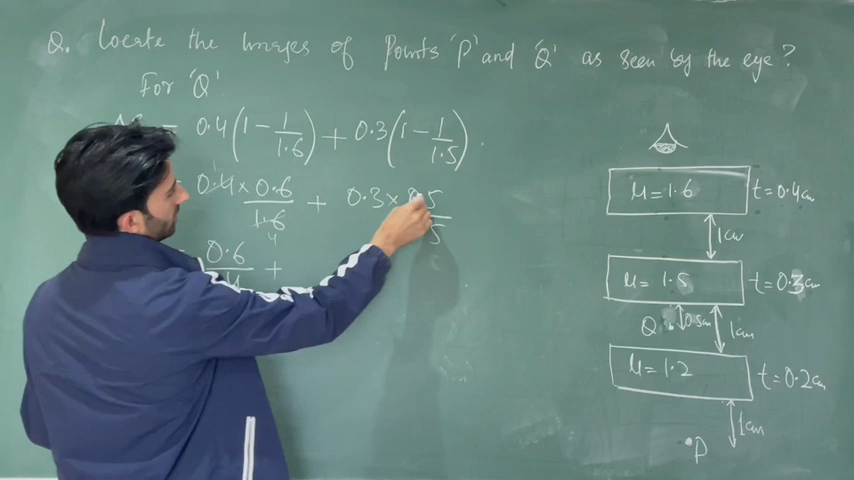 Q. Locate the Images of Points 'P' and 'Q' as seen by the eye?
For 'Q'
= 0.4(1 - 1/1.6) + 0.3(1 - 1/1.5).
0.4 × 0.6/1.6 + 0.3 ×
4
0.6/4 +
μ = 1.6 t = 0.4cm
1cm
μ = 1.5 t = 0.3cm
Q 0.5cm 1cm
μ = 1.2 t = 0.2cm
1cm
P